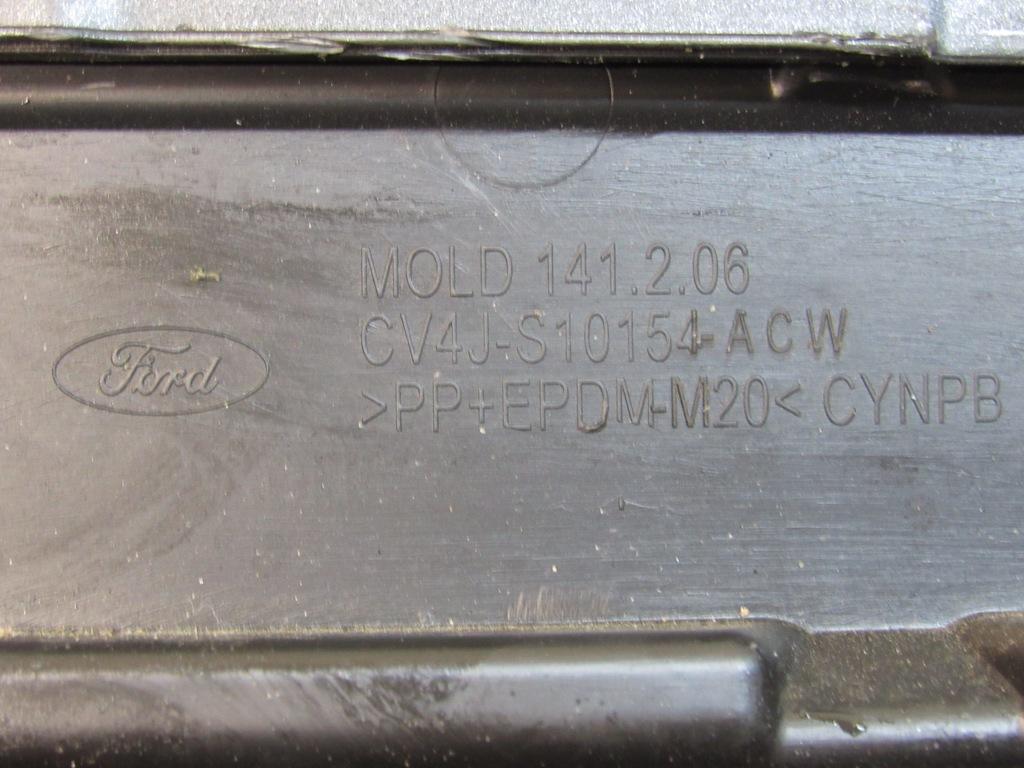 MOLD 141.2.06
CV4J-S10154-ACW
Ford
>PP+EPDM-M20< CYNPB